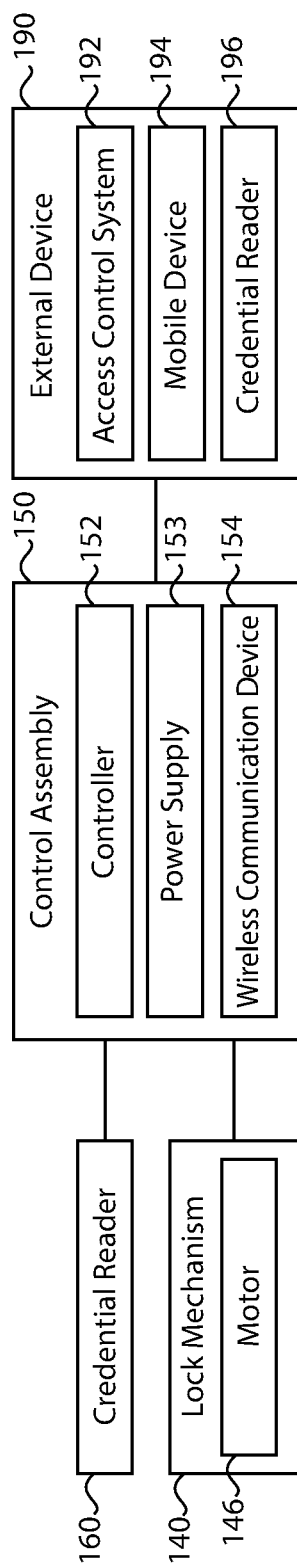 160
Credential Reader
140
Lock Mechanism
146
Motor
150
Control Assembly
152
Controller
153
Power Supply
154
Wireless Communication Device
190
External Device
192
Access Control System
194
Mobile Device
196
Credential Reader